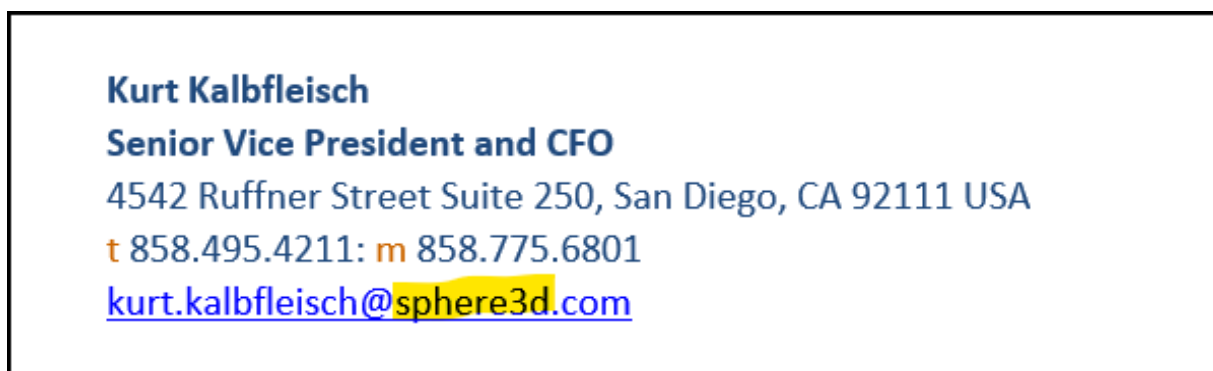 Kurt Kalbfleisch
Senior Vice President and CFO
4542 Ruffner Street Suite 250, San Diego, CA 92111 USA
t 858.495.4211: m 858.775.6801
kurt.kalbfleisch@sphere3d.com